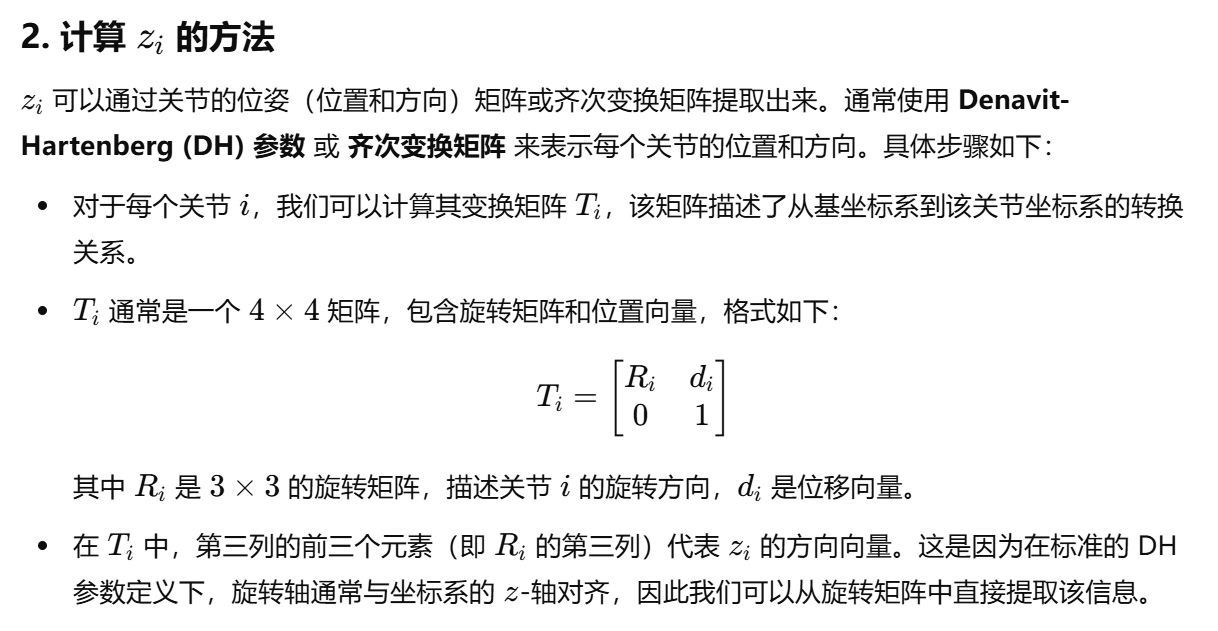 2. 计算 z_i 的方法
z_i 可以通过关节的位姿（位置和方向）矩阵或齐次变换矩阵提取出来。通常使用 Denavit-
Hartenberg (DH) 参数 或 齐次变换矩阵 来表示每个关节的位置和方向。具体步骤如下：
• 对于每个关节 i，我们可以计算其变换矩阵 T_i，该矩阵描述了从基坐标系到该关节坐标系的转换
关系。
• T_i 通常是一个 4 × 4 矩阵，包含旋转矩阵和位置向量，格式如下：
T_i = [R_i d_i
0 1]
其中 R_i 是 3 × 3 的旋转矩阵，描述关节 i 的旋转方向，d_i 是位移向量。
• 在 T_i 中，第三列的前三个元素（即 R_i 的第三列）代表 z_i 的方向向量。这是因为在标准的 DH
参数定义下，旋转轴通常与坐标系的 z-轴对齐，因此我们可以从旋转矩阵中直接提取该信息。